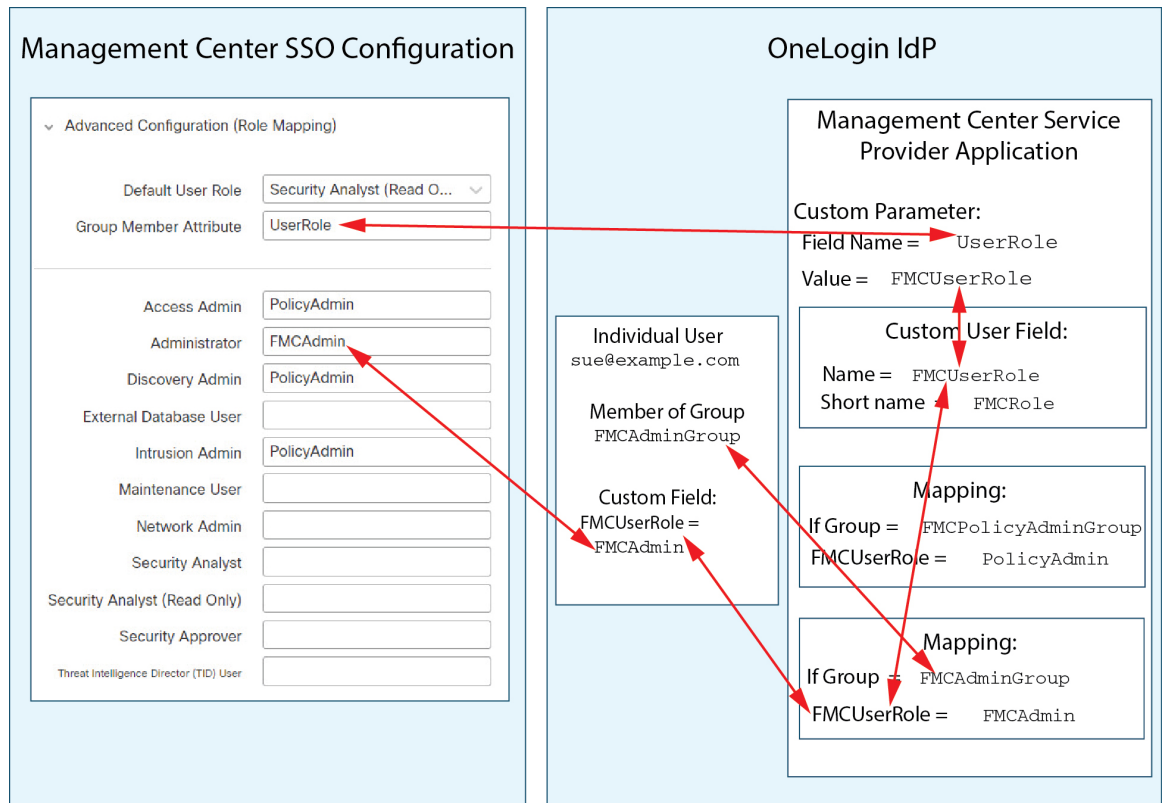 Management Center SSO Configuration
Advanced Configuration (Role Mapping)
Default User Role Security Analyst (Read O...
Group Member Attribute UserRole
Access Admin PolicyAdmin
Administrator FMCAdmin
Discovery Admin PolicyAdmin
External Database User
Intrusion Admin PolicyAdmin
Maintenance User
Network Admin
Security Analyst
Security Analyst (Read Only)
Security Approver
Threat Intelligence Director (TID) User
OneLogin IdP
Individual User
sue@example.com
Member of Group
FMCAdminGroup
Custom Field:
FMCUserRole =
FMCAdmin
Management Center Service
Provider Application
Custom Parameter:
Field Name = UserRole
Value = FMCUserRole
Custom User Field:
Name = FMCUserRole
Short name = FMCRole
Mapping:
If Group = FMCPolicyAdminGroup
FMCUserRole = PolicyAdmin
Mapping:
If Group = FMCAdminGroup
FMCUserRole = FMCAdmin